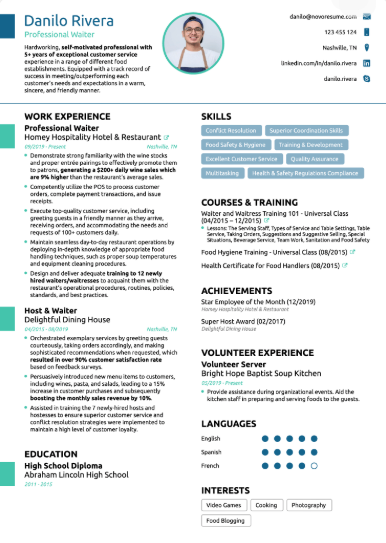 Danilo Rivera
Professional Waiter
Hardworking, self-motivated professional with
5+ years of exceptional customer service
experience in a range of different food
establishments. Equipped with a track record of
success in meeting/outperforming each
customer's needs and expectations in a warm,
sincere, and friendly manner.
danilo@novoresume.com
123 455 124
Nashville, TN
linkedin.com/in/danilo.rivera
danilo.rivera
WORK EXPERIENCE
Professional Waiter
Homey Hospitality Hotel & Restaurant
09/2019 - Present
Nashville, TN
Demonstrate strong familiarity with the wine stocks
and proper entrée pairings to effectively promote them
to patrons, generating a $200+ daily wine sales which
are 9% higher than the restaurant's average sales.
Competently utilize the POS to process customer
orders, complete payment transactions, and issue
receipts.
Execute top-quality customer service, including
greeting guests in a friendly manner as they arrive,
receiving orders, and accommodating the needs and
requests of 100+ customers daily.
Maintain seamless day-to-day restaurant operations by
deploying in-depth knowledge of appropriate food
handling techniques, such as proper soup temperatures
and equipment cleaning procedures.
Design and deliver adequate training to 12 newly
hired waiters/waitresses to acquaint them with the
restaurant's operational procedures, routines, policies,
standards, and best practices.
Host & Waiter
Delightful Dining House
Nashville, TN
Orchestrated exemplary services by greeting guests
courteously, taking orders accordingly, and making
sophisticated recommendations when requested, which
resulted in over 90% customer satisfaction rate
based on feedback surveys.
Persuasively introduced new menu items to customers,
including wines, pasta, and salads, leading to a 15%
increase in customer purchases and subsequently
boosting the monthly sales revenue by 10%.
Assisted in training the 7 newly-hired hosts and
hostesses to ensure superior customer service and
conflict resolution strategies were implemented to
maintain a high level of customer loyalty.
EDUCATION
High School Diploma
Abraham Lincoln High School
2011 - 2015
SKILLS
Conflict Resolution
Superior Coordination Skills
Food Safety & Hygiene
Training & Development
Excellent Customer Service
Quality Assurance
Multitasking
Health & Safety Regulations Compliance
COURSES & TRAINING
Waiter and Waitress Training 101 - Universal Class
(04/2015 – 12/2015)
Lessons: The Serving Staff, Types of Service and Table Settings, Table
Service, Taking Orders, Suggestions and Suggestive Selling, Special
Situations, Beverage Service, Team Work, Sanitation and Food Safety
Food Hygiene Training - Universal Class (08/2015)
Health Certificate for Food Handlers (08/2015)
ACHIEVEMENTS
Star Employee of the Month (12/2019)
Homey Hospitality Hotel & Restaurant
Super Host Award (02/2017)
Delightful Dining House
VOLUNTEER EXPERIENCE
Volunteer Server
Bright Hope Baptist Soup Kitchen
- Present
Provide assistance during organizational events. Aid the
kitchen staff in preparing and serving foods to the guests.
LANGUAGES
English
Spanish
French
INTERESTS
Video Games
Cooking
Photography
Food Blogging